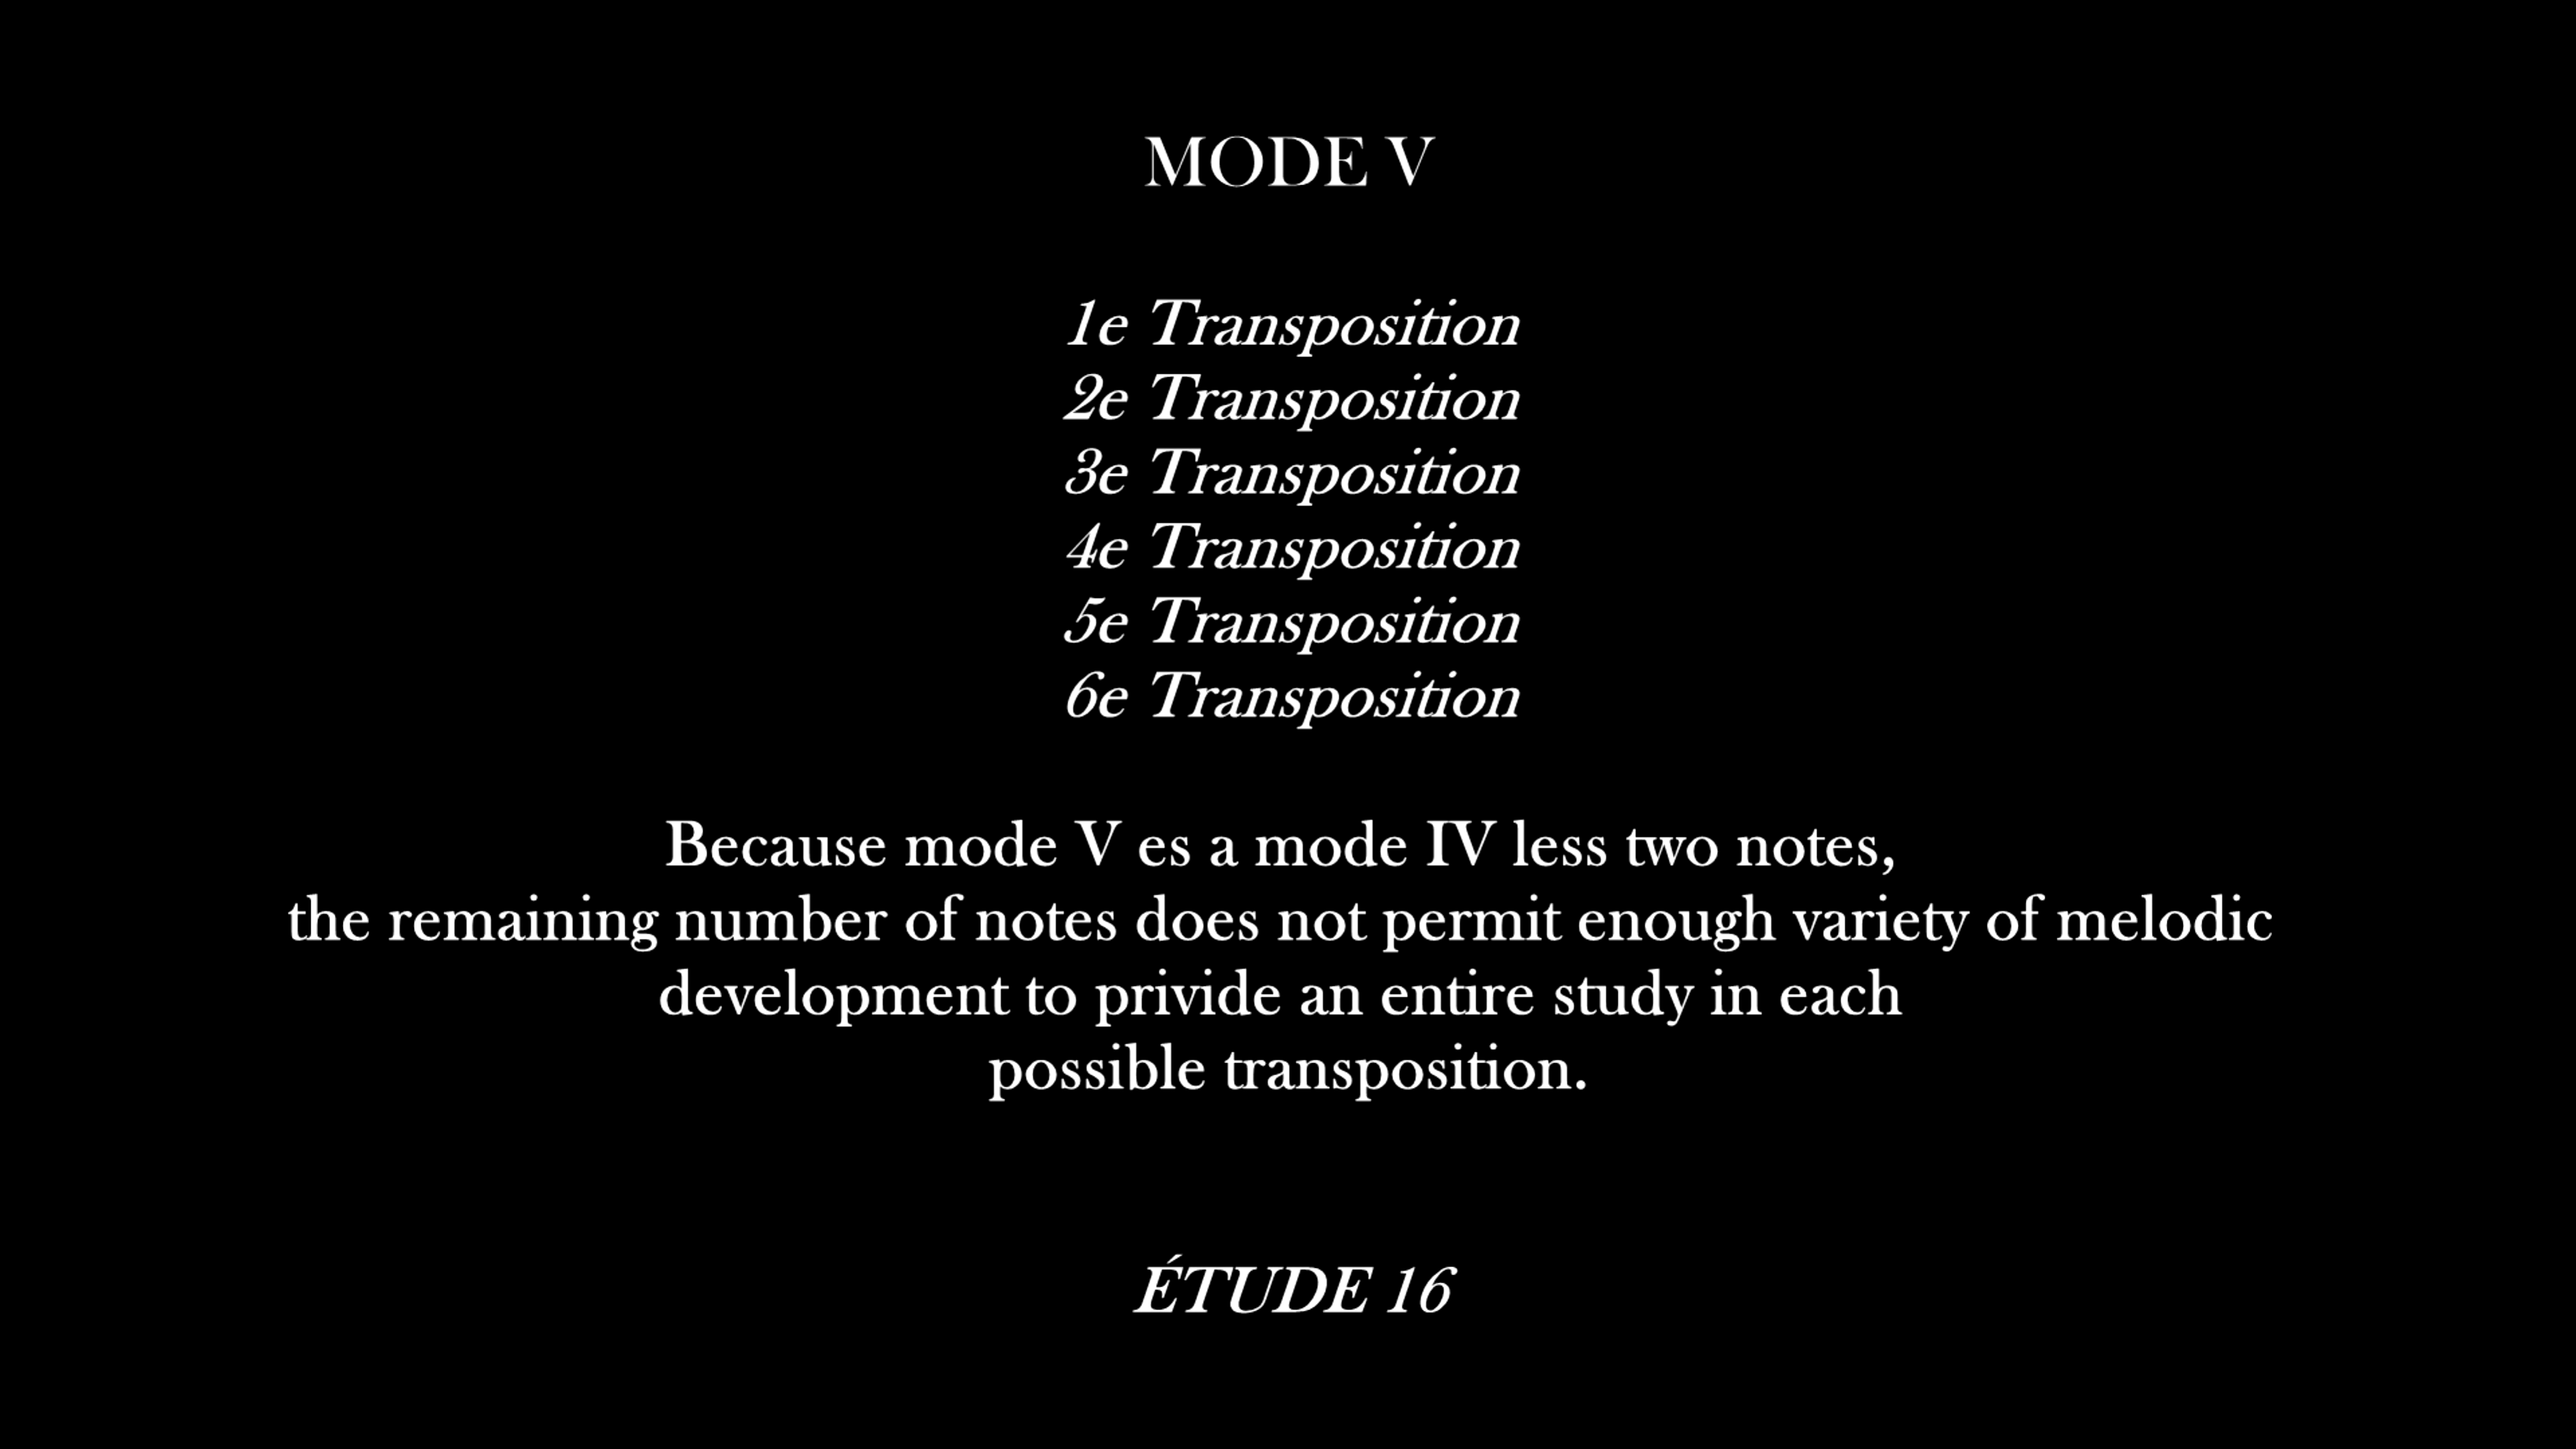 MODE V
1e Transposition
2e Transposition
3e Transposition
4e Transposition
5e Transposition
6e Transposition
Because mode V es a mode IV less two notes,
the remaining number of notes does not permit enough variety of melodic
development to privide an entire study in each
possible transposition.
ÉTUDE 16